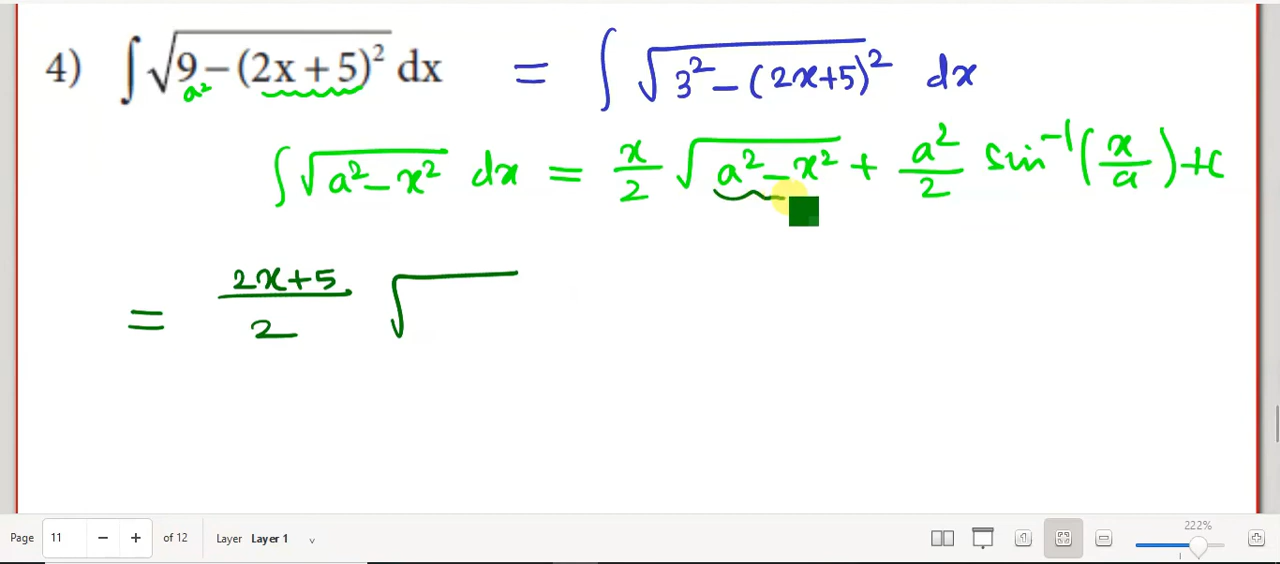 4) ∫√9 – (2x + 5)² dx = ∫√3² – (2x+5)² dx
a²
∫√a² – x² dx = x/2 √a² – x² + a²/2 sin⁻¹(x/a) + c
= 2x+5/2 √
Page 11 – + of 12 Layer Layer 1 222%